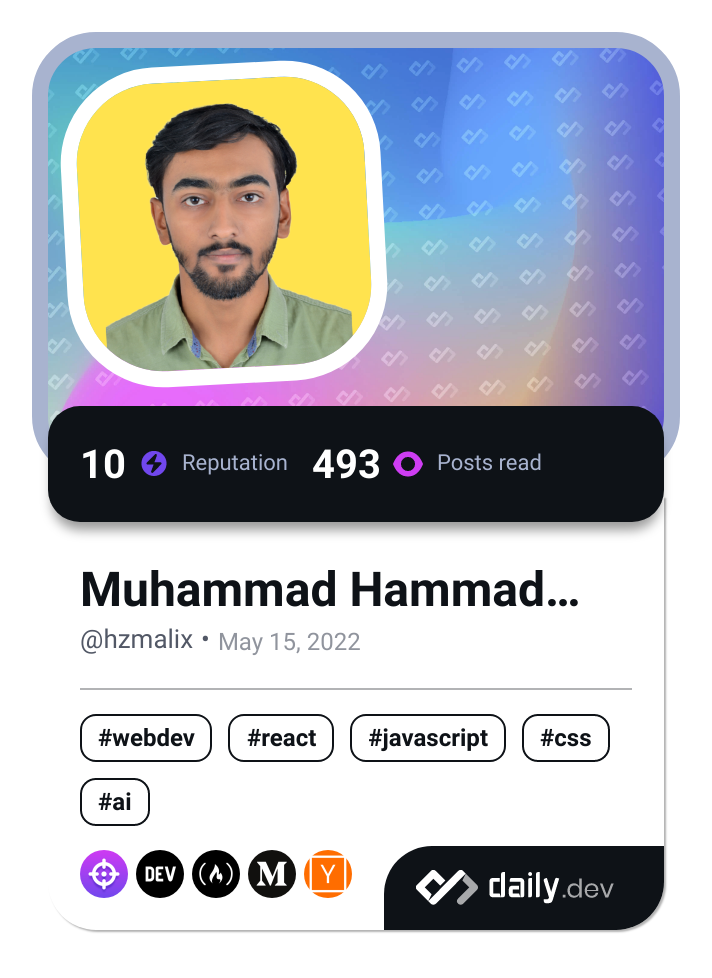 10 Reputation 493 Posts read
Muhammad Hammad...
@hzmalix • May 15, 2022
#webdev #react #javascript #css
#ai
DEV M Y
daily.dev